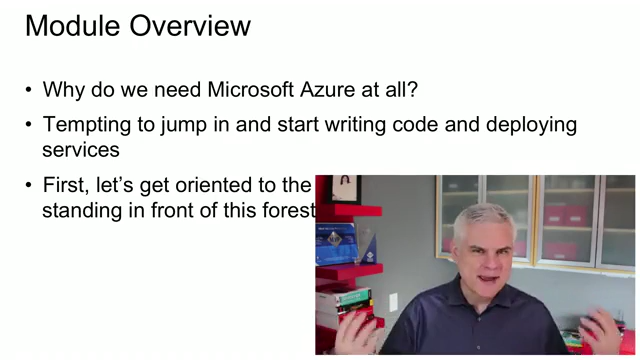 Module Overview
• Why do we need Microsoft Azure at all?
• Tempting to jump in and start writing code and deploying
services
• First, let's get oriented to the
standing in front of this forest